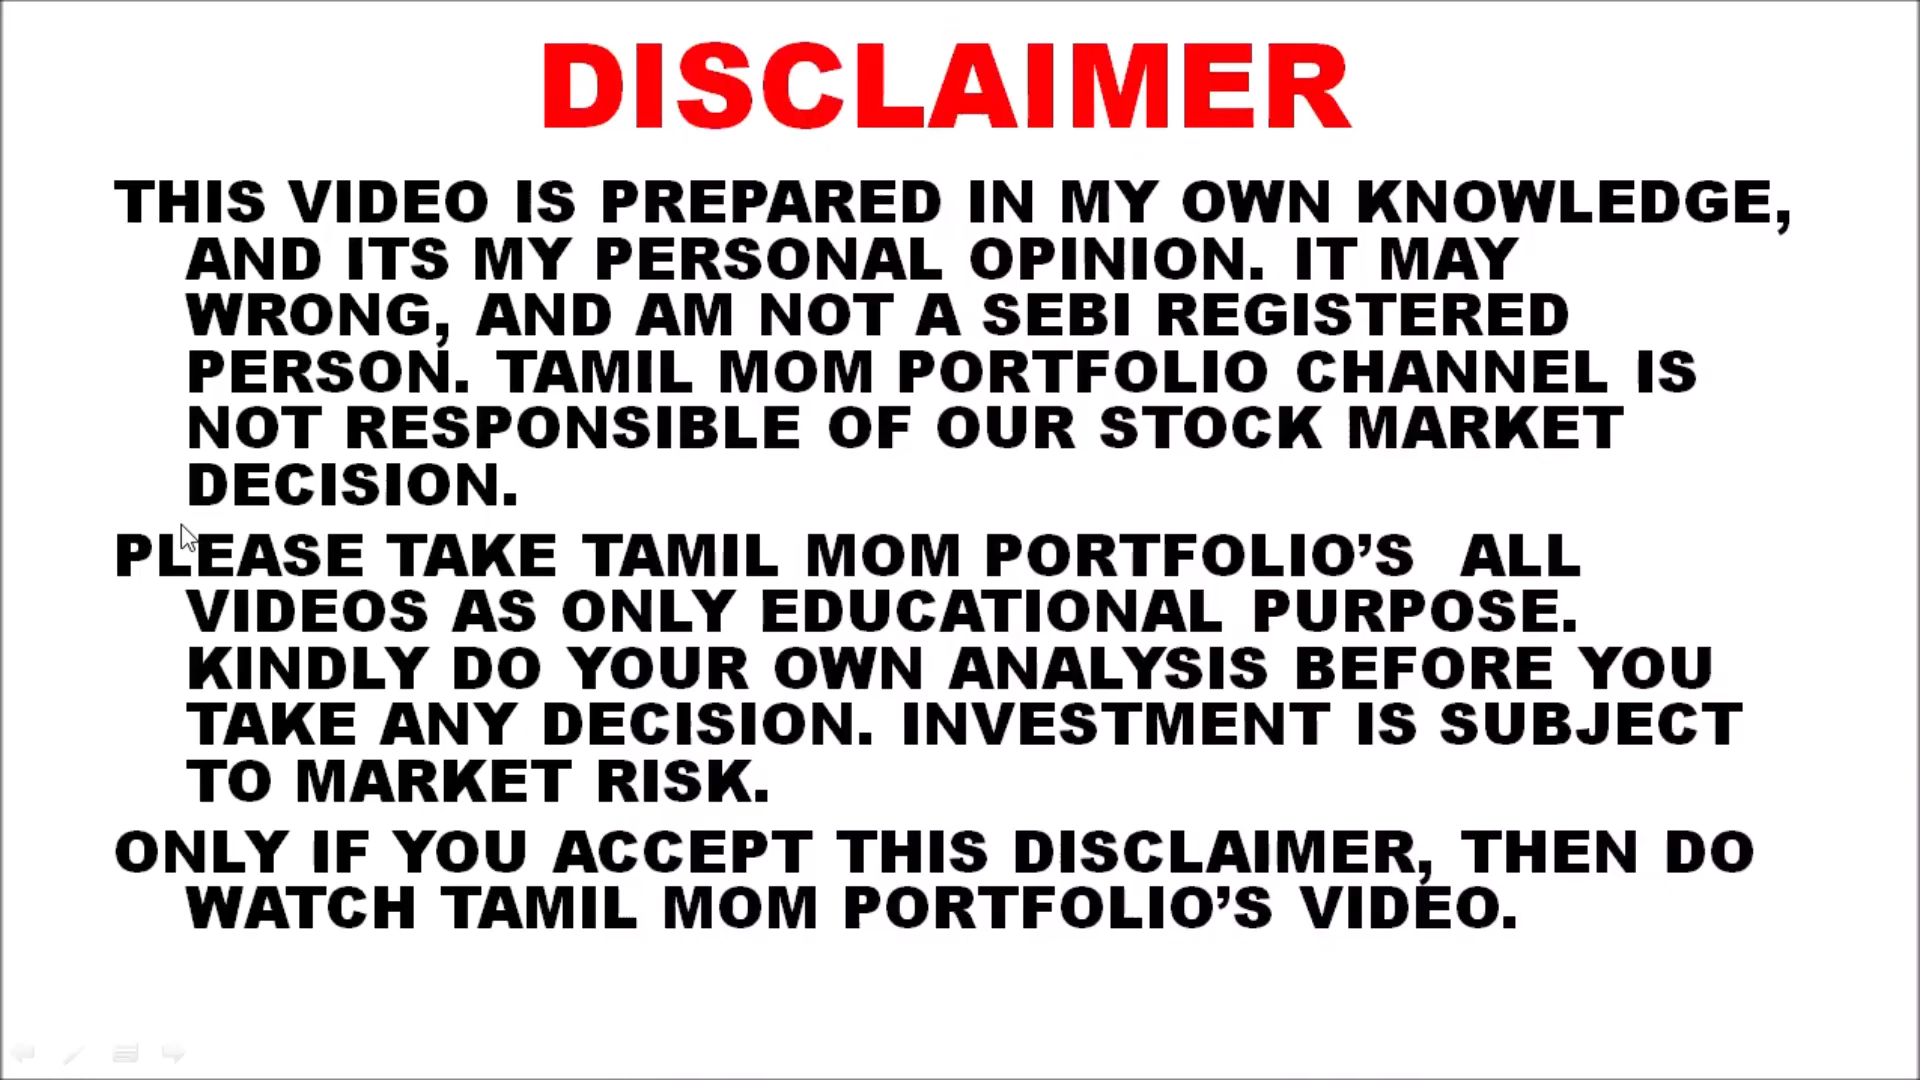 DISCLAIMER
THIS VIDEO IS PREPARED IN MY OWN KNOWLEDGE,
AND ITS MY PERSONAL OPINION. IT MAY
WRONG, AND AM NOT A SEBI REGISTERED
PERSON. TAMIL MOM PORTFOLIO CHANNEL IS
NOT RESPONSIBLE OF OUR STOCK MARKET
DECISION.
PLEASE TAKE TAMIL MOM PORTFOLIO’S  ALL
VIDEOS AS ONLY EDUCATIONAL PURPOSE.
KINDLY DO YOUR OWN ANALYSIS BEFORE YOU
TAKE ANY DECISION. INVESTMENT IS SUBJECT
TO MARKET RISK.
ONLY IF YOU ACCEPT THIS DISCLAIMER, THEN DO
WATCH TAMIL MOM PORTFOLIO’S VIDEO.